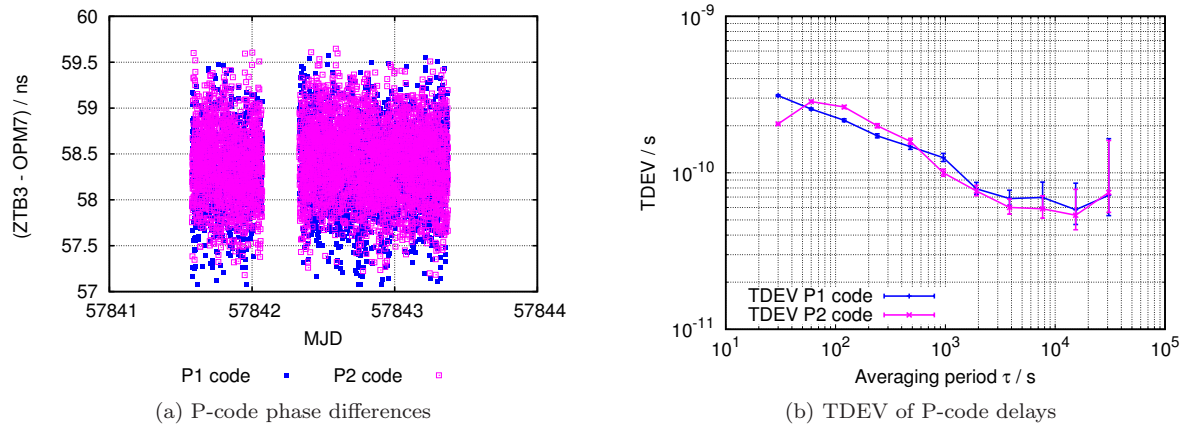 60
59.5
59
58.5
58
57.5
57
(ZTB3 - OPM7) / ns
57841 57842 57843 57844
MJD
P1 code P2 code
(a) P-code phase differences
10^-9
10^-10
10^-11
TDEV / s
TDEV P1 code
TDEV P2 code
10^1 10^2 10^3 10^4 10^5
Averaging period τ / s
(b) TDEV of P-code delays